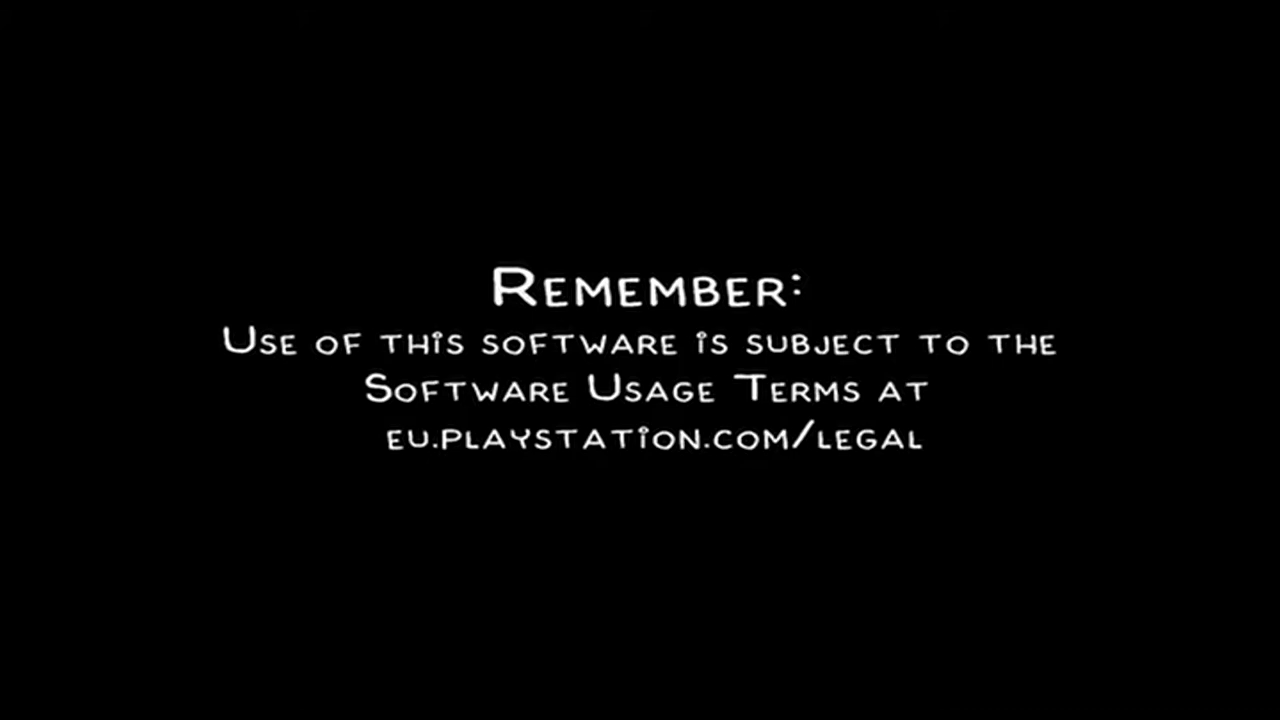 Remember:
Use of this software is subject to the
Software Usage Terms at
eu.playstation.com/legal